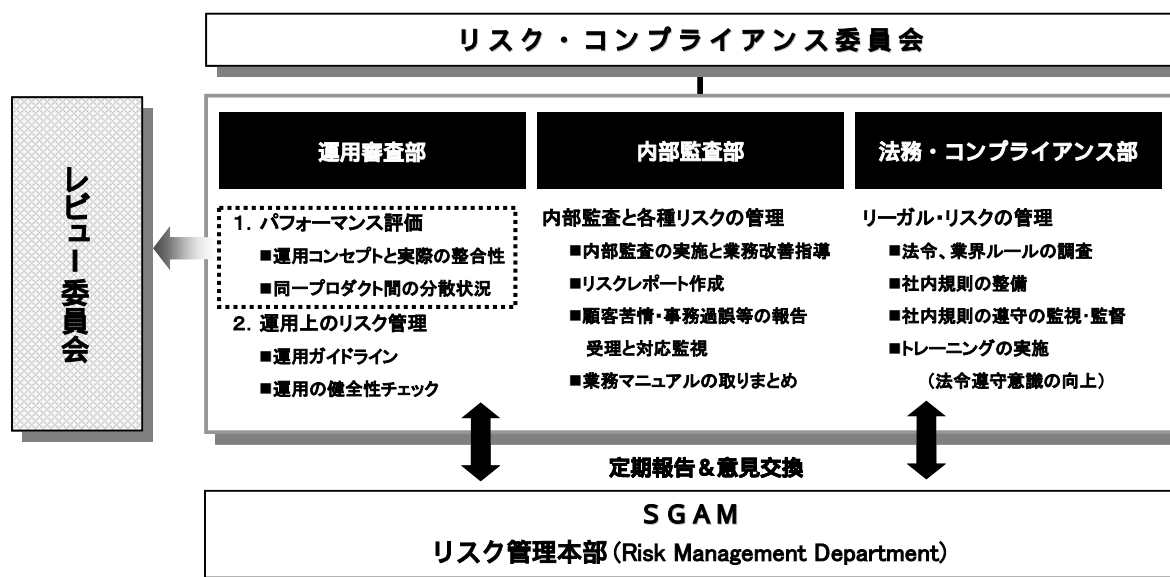 リスク・コンプライアンス委員会
レビュー委員会
運用審査部
1. パフォーマンス評価
■運用コンセプトと実際の整合性
■同一プロダクト間の分散状況
2. 運用上のリスク管理
■運用ガイドライン
■運用の健全性チェック
内部監査部
内部監査と各種リスクの管理
■内部監査の実施と業務改善指導
■リスクレポート作成
■顧客苦情・事務過誤等の報告
受理と対応監視
■業務マニュアルの取りまとめ
法務・コンプライアンス部
リーガル・リスクの管理
■法令、業界ルールの調査
■社内規則の整備
■社内規則の遵守の監視・監督
■トレーニングの実施
（法令遵守意識の向上）
定期報告＆意見交換
ＳＧＡＭ
リスク管理本部(Risk Management Department)